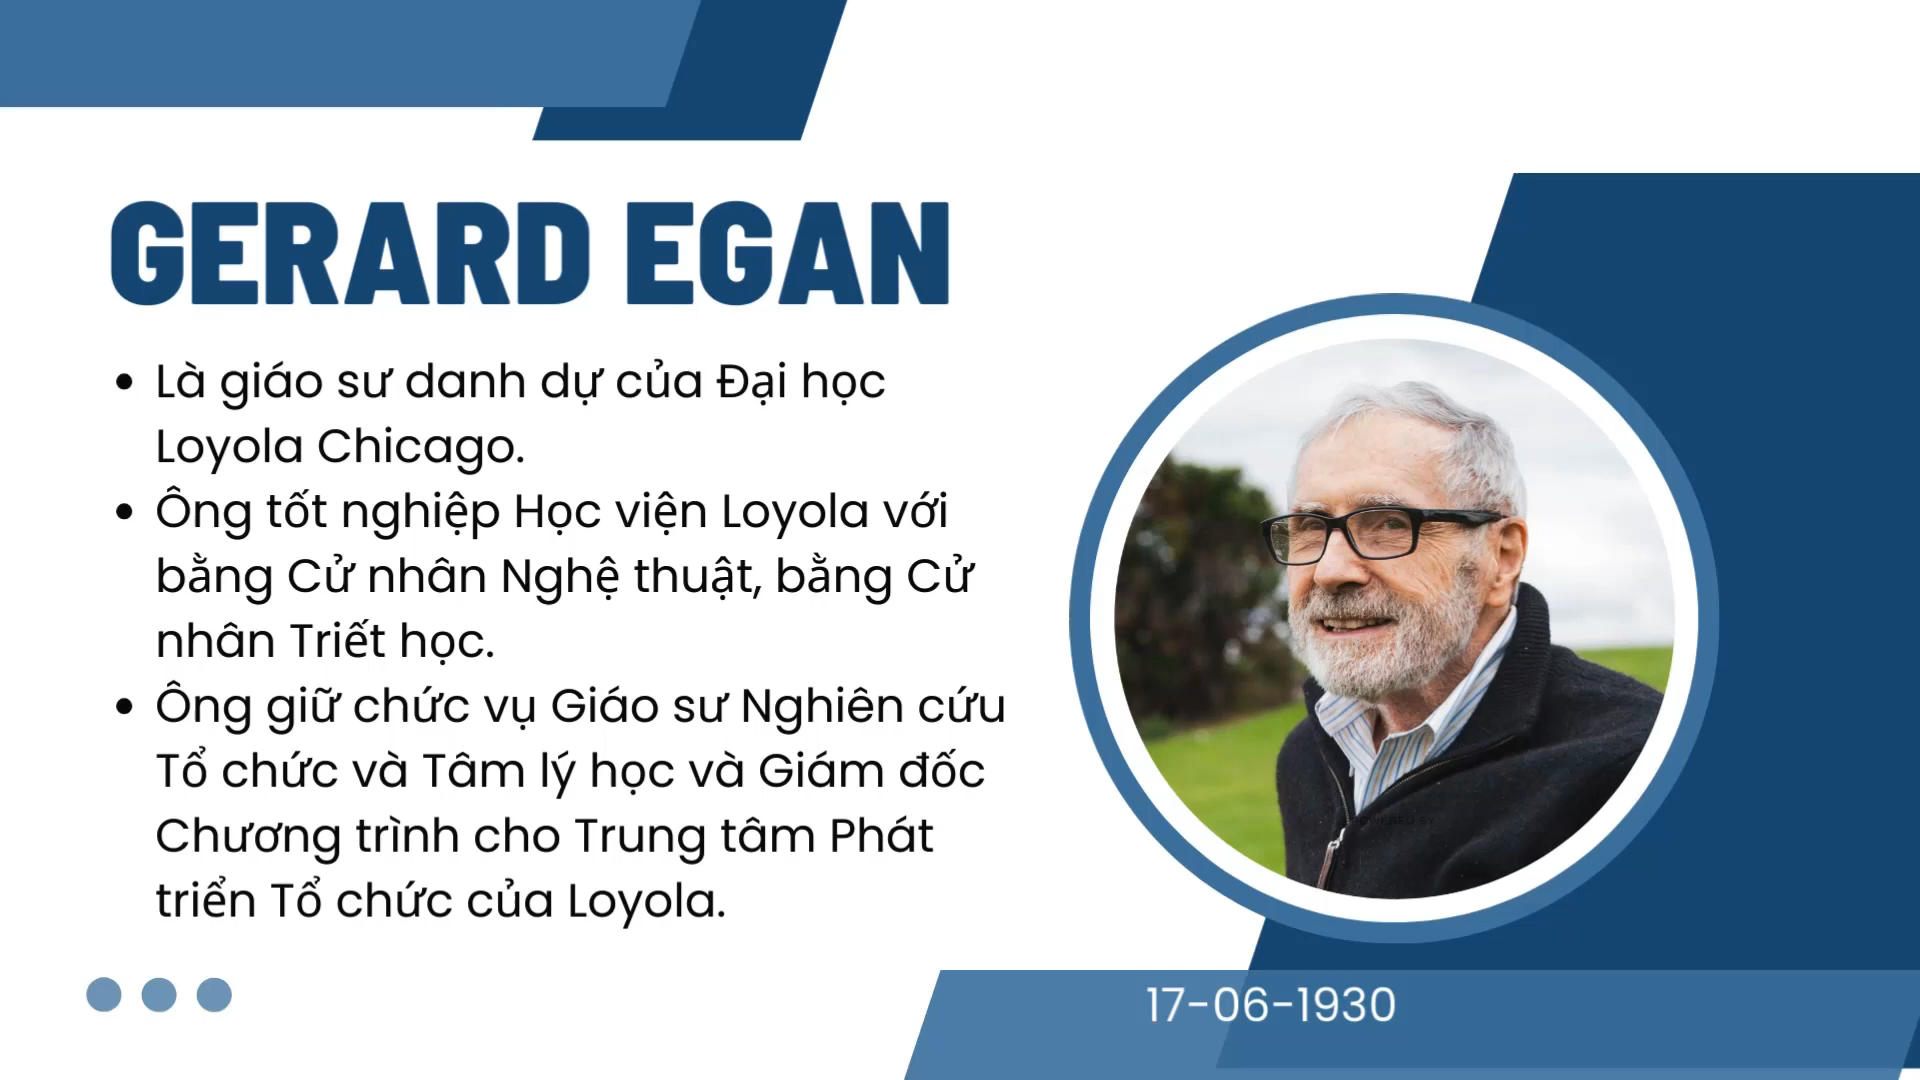 GERARD EGAN
• Là giáo sư danh dự của Đại học
Loyola Chicago.
• Ông tốt nghiệp Học viện Loyola với
bằng Cử nhân Nghệ thuật, bằng Cử
nhân Triết học.
• Ông giữ chức vụ Giáo sư Nghiên cứu
Tổ chức và Tâm lý học và Giám đốc
Chương trình cho Trung tâm Phát
triển Tổ chức của Loyola.
POWERED BY
17-06-1930